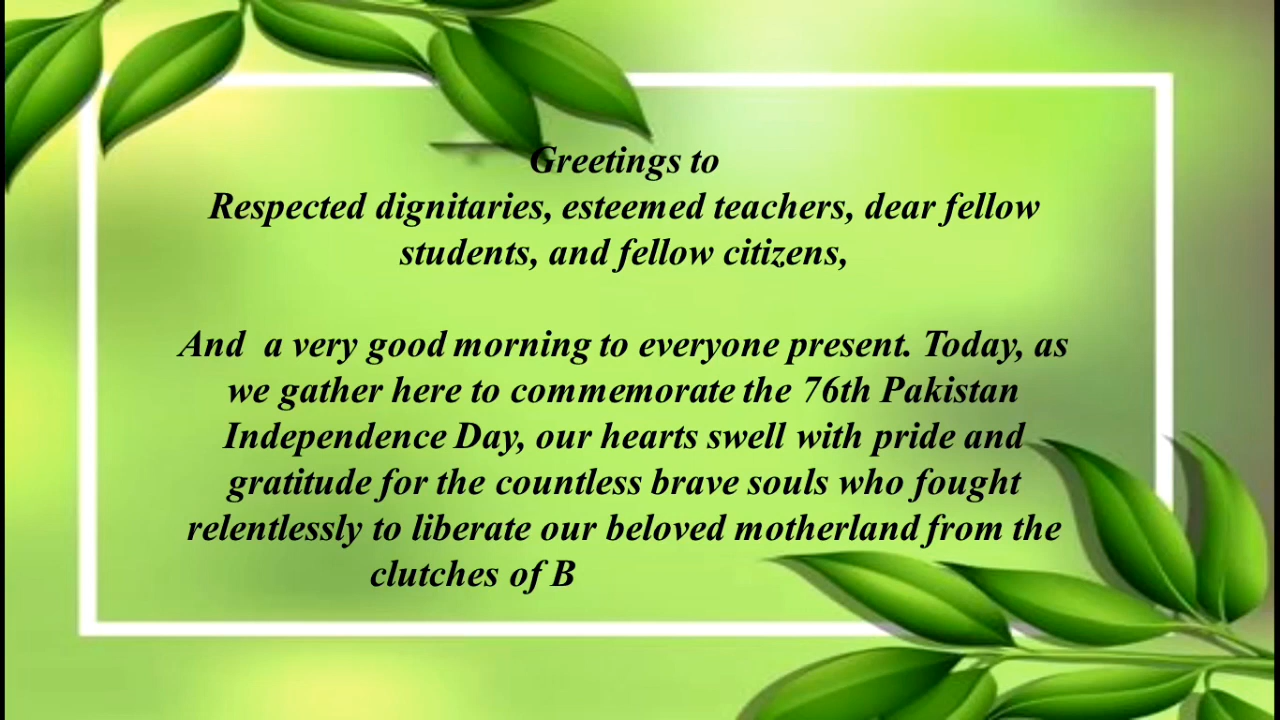 Greetings to
Respected dignitaries, esteemed teachers, dear fellow
students, and fellow citizens,
And a very good morning to everyone present. Today, as
we gather here to commemorate the 76th Pakistan
Independence Day, our hearts swell with pride and
gratitude for the countless brave souls who fought
relentlessly to liberate our beloved motherland from the
clutches of B